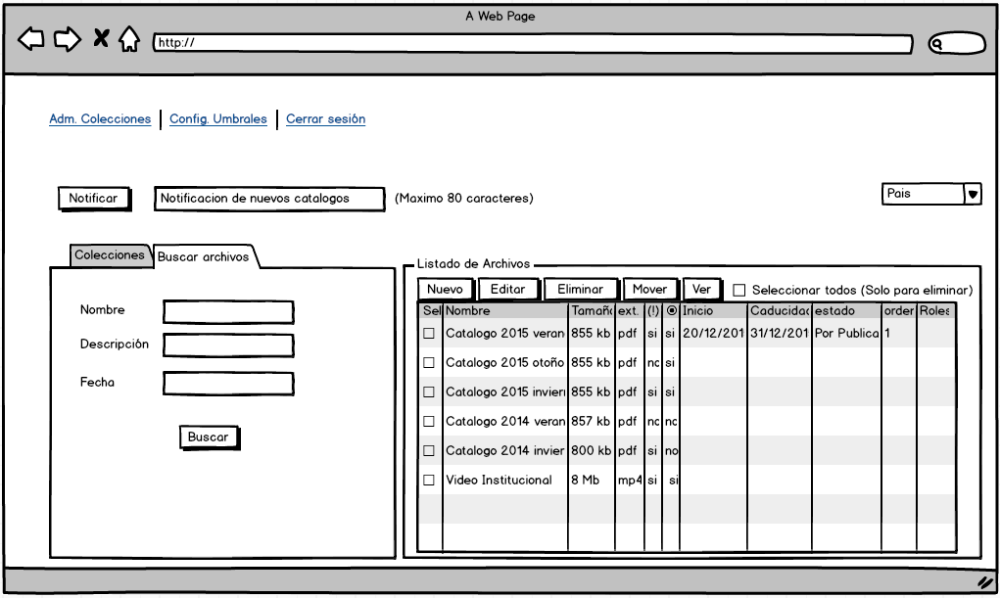 A Web Page
http://
Adm. Colecciones Config. Umbrales Cerrar sesión
Notificar Notificacion de nuevos catalogos (Maximo 80 caracteres) Pais
Colecciones Buscar archivos
Nombre
Descripción
Fecha
Buscar
Listado de Archivos
Nuevo Editar Eliminar Mover Ver Seleccionar todos (Solo para eliminar)
Sel Nombre Tamaño ext. (!) Inicio Caducidad estado order Roles
Catalogo 2015 veran 855 kb pdf si si 20/12/201 31/12/201 Por Publica 1
Catalogo 2015 otoño 855 kb pdf no si
Catalogo 2015 invier 855 kb pdf si si
Catalogo 2014 veran 857 kb pdf no no
Catalogo 2014 invier 800 kb pdf si no
Video Institucional 8 Mb mp4 si si